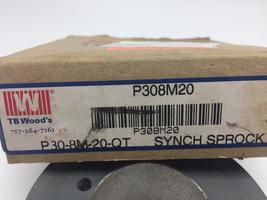 P308M20
TB Wood's
717-264-7161
P308M20
P30-8M-20-QT SYNCH SPROCK